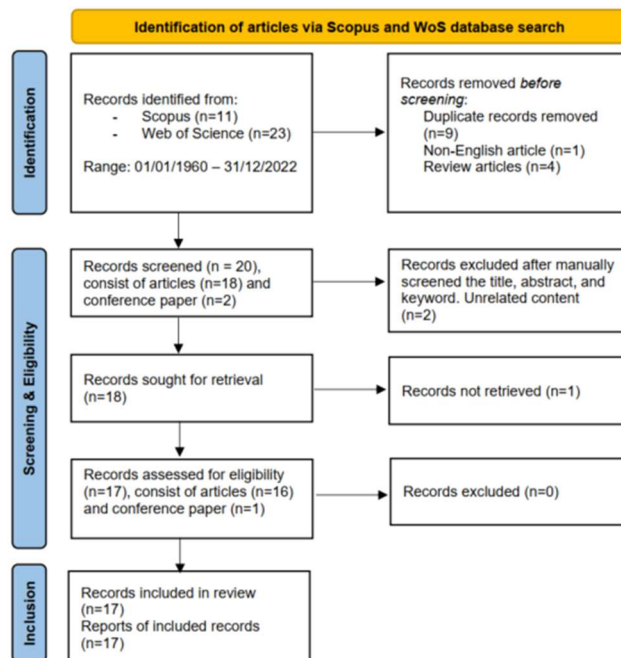 Identification of articles via Scopus and WoS database search
Identification
Records identified from:
- Scopus (n=11)
- Web of Science (n=23)
Range: 01/01/1960 – 31/12/2022
Records removed before
screening:
Duplicate records removed
(n=9)
Non-English article (n=1)
Review articles (n=4)
Screening & Eligibility
Records screened (n = 20),
consist of articles (n=18) and
conference paper (n=2)
Records excluded after manually
screened the title, abstract, and
keyword. Unrelated content
(n=2)
Records sought for retrieval
(n=18)
Records not retrieved (n=1)
Records assessed for eligibility
(n=17), consist of articles (n=16)
and conference paper (n=1)
Records excluded (n=0)
Inclusion
Records included in review
(n=17)
Reports of included records
(n=17)